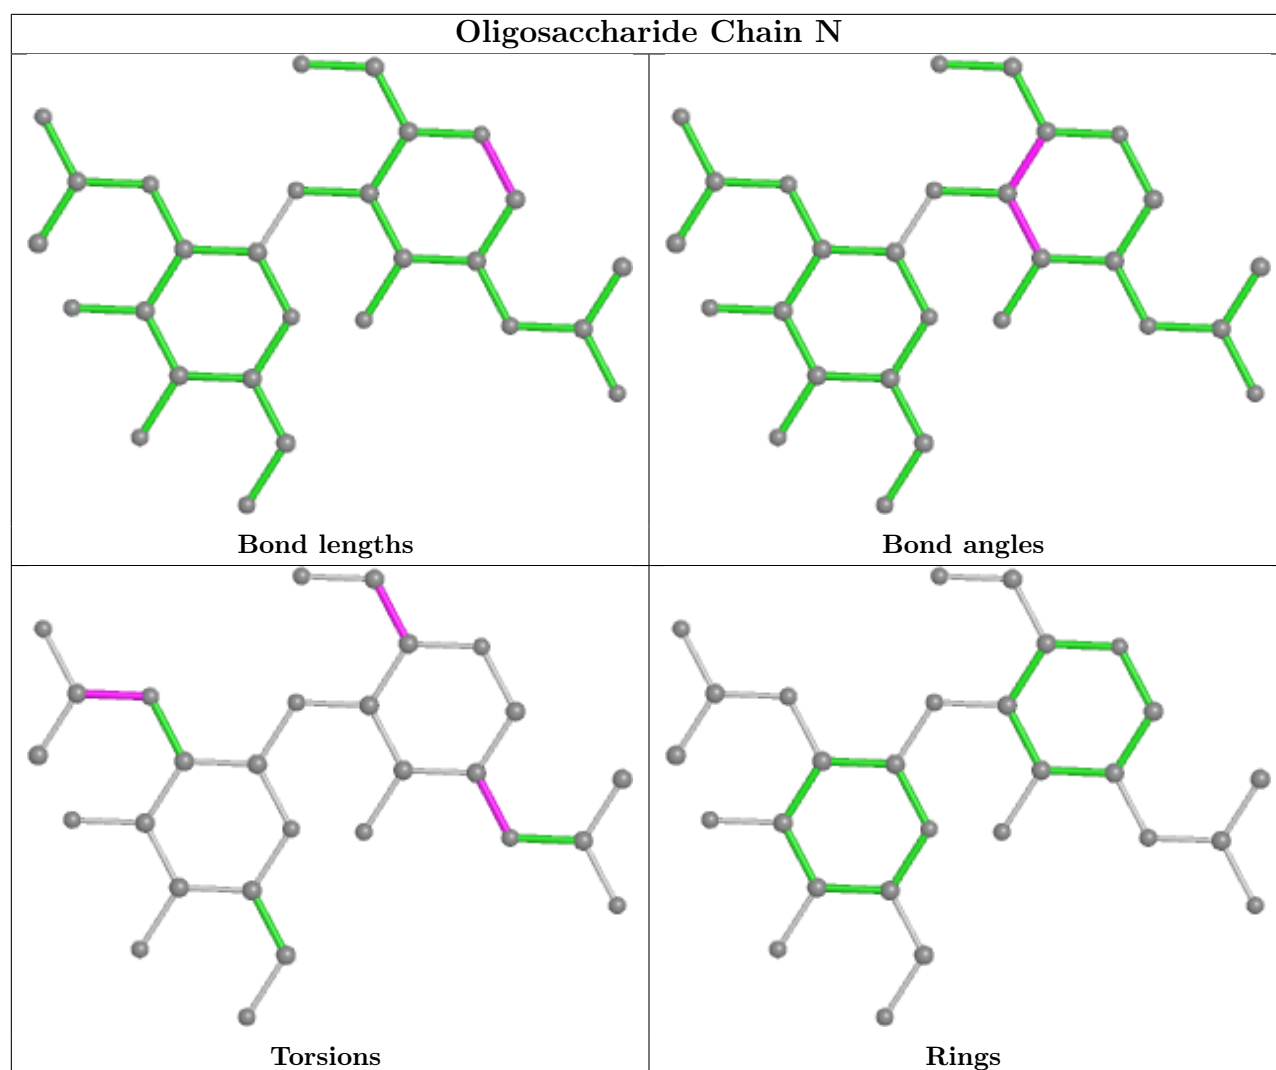 Oligosaccharide Chain N
Bond lengths
Bond angles
Torsions
Rings